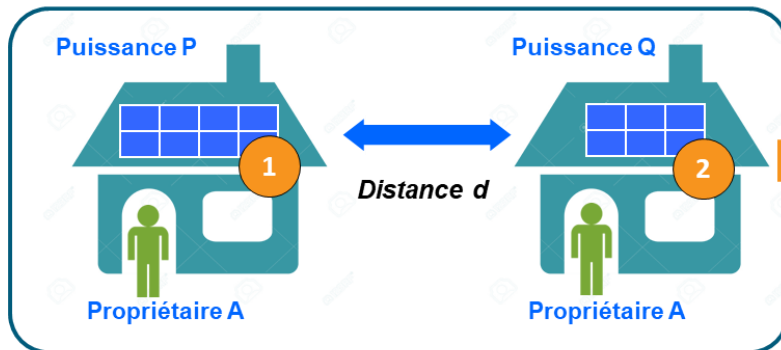 Puissance P
Puissance Q
1
2
Distance d
Propriétaire A
Propriétaire A